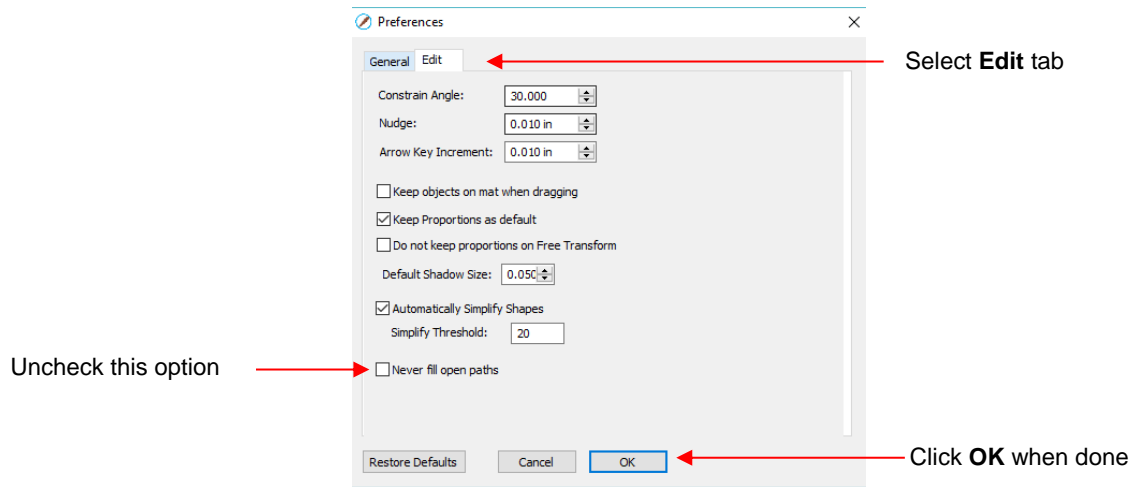 Preferences
General Edit
Select Edit tab
Constrain Angle: 30.000
Nudge: 0.010 in
Arrow Key Increment: 0.010 in
Keep objects on mat when dragging
Keep Proportions as default
Do not keep proportions on Free Transform
Default Shadow Size: 0.050
Automatically Simplify Shapes
Simplify Threshold: 20
Uncheck this option
Never fill open paths
Restore Defaults Cancel OK
Click OK when done